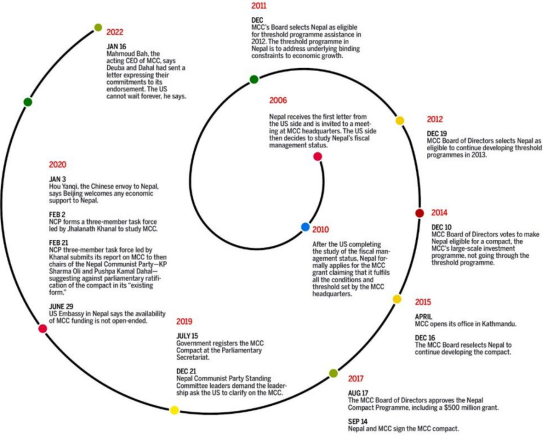 2006
Nepal receives the first letter from
the US side and is invited to a meet-
ing at MCC headquarters. The US side
then decides to study Nepal's fiscal
management status.
2010
After the US completing
the study of the fiscal man-
agement status. Nepal for-
mally applies for the MCC
grant claiming that it fulfils
all the conditions and
threshold set by the MCC
headquarters.
2011
DEC
MCC's Board selects Nepal as eligible
for threshold programme assistance in
2012. The threshold programme in
Nepal is to address underlying binding
constraints to economic growth.
2012
DEC 19
MCC Board of Directors selects Nepal as
eligible to continue developing threshold
programmes in 2013.
2014
DEC 10
MCC Board of Directors votes to make
Nepal eligible for a compact, the
MCC's large-scale investment
programme, not going through the
threshold programme.
2015
APRIL
MCC opens its office in Kathmandu.
DEC 16
The MCC Board reselects Nepal to
continue developing the compact.
2017
AUG 17
The MCC Board of Directors approves the Nepal
Compact Programme, including a $500 million grant.
SEP 14
Nepal and MCC sign the MCC compact.
2019
JULY 15
Government registers the MCC
Compact at the Parliamentary
Secretariat.
DEC 21
Nepal Communist Party Standing
Committee leaders demand the leader-
ship ask the US to clarify on the MCC.
2020
JAN 3
Hou Yanqi, the Chinese envoy to Nepal,
says Beijing welcomes any economic
support to Nepal.
FEB 2
NCP forms a three-member task force
led by Jhalanath Khanal to study MCC.
FEB 21
NCP three-member task force led by
Khanal submits its report on MCC to then
chairs of the Nepal Communist Party—KP
Sharma Oli and Pushpa Kamal Dahal—
suggesting against parliamentary ratifi-
cation of the compact in its "existing
form."
JUNE 29
US Embassy in Nepal says the availability
of MCC funding is not open-ended.
2022
JAN 16
Mahmoud Bah, the
acting CEO of MCC, says
Deuba and Dahal had sent a
letter expressing their
commitments to its
endorsement. The US
cannot wait forever, he says.